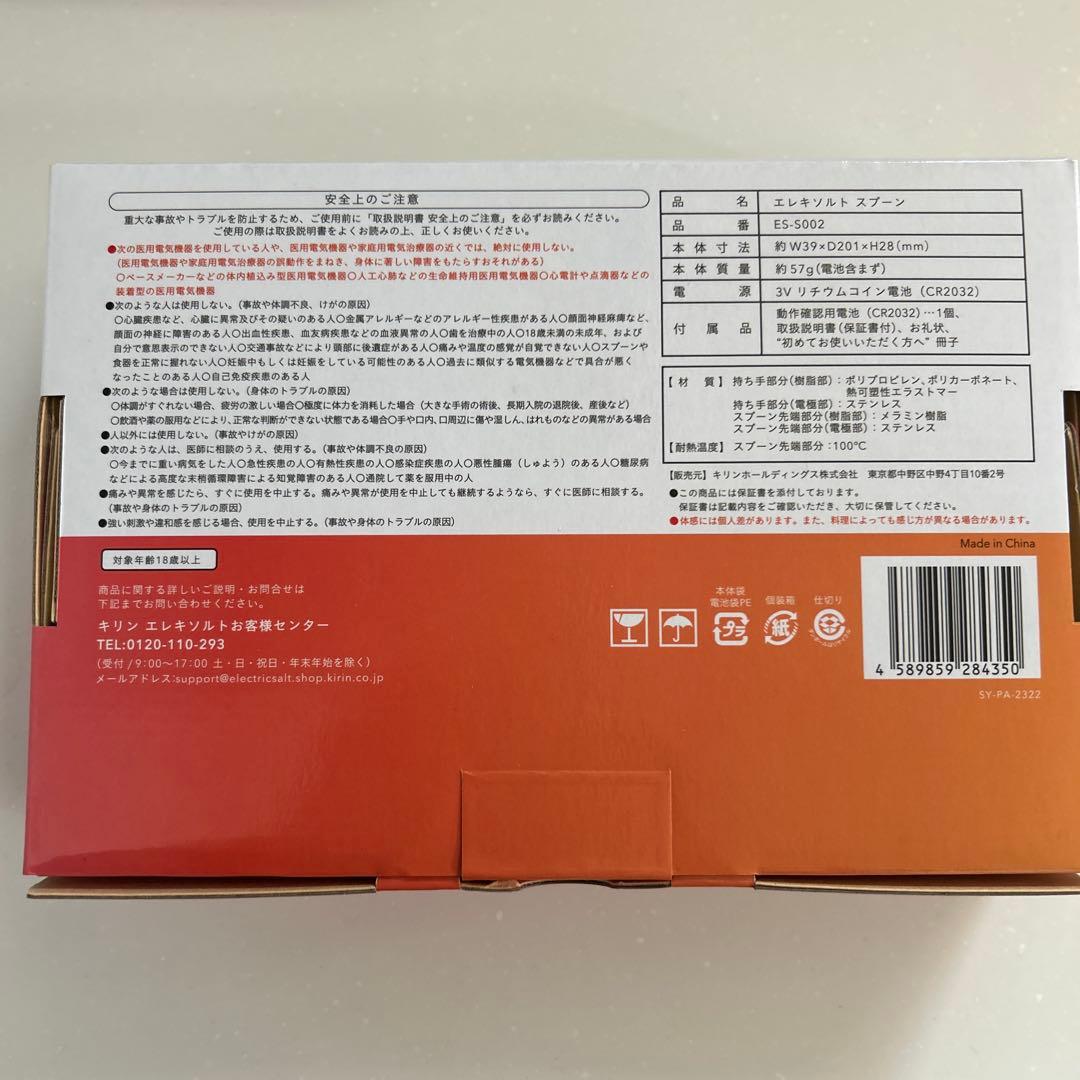 安全上のご注意
重大な事故やトラブルを防止するため、ご使用前に「取扱説明書 安全上のご注意」を必ずお読みください。
ご使用の際は取扱説明書をよくお読みの上、正しくお使いください。
●次の医用電気機器を使用している人や、医用電気機器や家庭用電気治療器の近くでは、絶対に使用しない。
(医用電気機器や家庭用電気治療器の誤動作をまねき、身体に著しい障害をもたらすおそれがある)
○ペースメーカーなどの体内植込み型医用電気機器○人工心肺などの生命維持用医用電気機器○心電計や点滴器などの
装着型の医用電気機器
●次のような人は使用しない。(事故や体調不良、けがの原因)
○心臓疾患など、心臓に異常及びその疑いのある人○金属アレルギーなどのアレルギー性疾患がある人○顔面神経麻痺など、
顔面の神経に障害のある人○出血性疾患、血友病疾患などの血液異常の人○歯を治療中の人○18歳未満の未成年、および
自分で意思表示のできない人○交通事故などにより頭部に後遺症がある人○痛みや温度の感覚が自覚できない人○スプーンや
食器を正常に握れない人○妊娠中もしくは妊娠をしている可能性のある人○過去に類似する電気機器などで具合が悪く
なったことのある人○自己免疫疾患のある人
●次のような場合は使用しない。(身体のトラブルの原因)
○体調がすぐれない場合、疲労の激しい場合○極度に体力を消耗した場合(大きな手術の術後、長期入院の退院後、産後など)
○飲酒や薬の服用などにより、正常な判断ができない状態である場合○手や口内、口周辺に傷や湿しん、はれものなどの異常がある場合
●人以外には使用しない。(事故やけがの原因)
●次のような人は、医師に相談のうえ、使用する。(事故や体調不良の原因)
○今までに重い病気をした人○急性疾患の人○有熱性疾患の人○感染症疾患の人○悪性腫瘍(しゅよう)のある人○糖尿病
などによる高度な末梢循環障害による知覚障害のある人○通院して薬を服用中の人
●痛みや異常を感じたら、すぐに使用を中止する。痛みや異常が使用を中止しても継続するようなら、すぐに医師に相談する。
(事故や身体のトラブルの原因)
●強い刺激や違和感を感じる場合、使用を中止する。(事故や身体のトラブルの原因)
品名 エレキソルト スプーン
品番 ES-S002
本体寸法 約W39×D201×H28(mm)
本体質量 約57g(電池含まず)
電源 3V リチウムコイン電池(CR2032)
付属品 動作確認用電池(CR2032)…1個、
取扱説明書(保証書付)、お礼状、
“初めてお使いいただく方へ” 冊子
【材質】 持ち手部分(樹脂部):ポリプロピレン、ポリカーボネート、
熱可塑性エラストマー
持ち手部分(電極部):ステンレス
スプーン先端部分(樹脂部):メラミン樹脂
スプーン先端部分(電極部):ステンレス
【耐熱温度】 スプーン先端部分:100℃
【販売元】キリンホールディングス株式会社 東京都中野区中野4丁目10番2号
●この商品には保証書を添付しております。
保証書は記載内容をご確認いただき、大切に保管してください。
●体感には個人差があります。また、料理によっても感じ方が異なる場合があります。
Made in China
対象年齢18歳以上
商品に関する詳しいご説明・お問合せは
下記までお問い合わせください。
キリン エレキソルトお客様センター
TEL:0120-110-293
(受付/9:00〜17:00 土・日・祝日・年末年始を除く)
メールアドレス:support@electricsalt.shop.kirin.co.jp
本体袋
電池袋PE
プラ
個装箱
紙
仕切り
ダンボールはリサイクル
4 589859 284350
SY-PA-2322